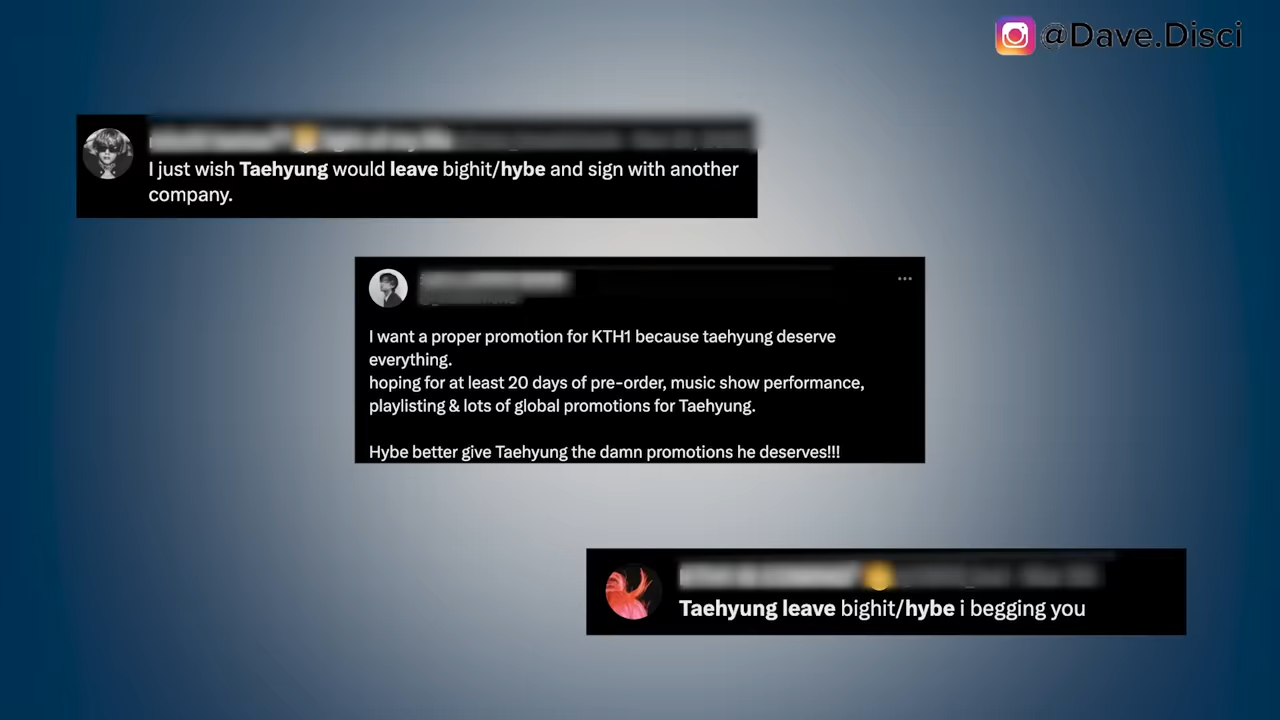 @Dave.Disci
I just wish Taehyung would leave bighit/hybe and sign with another
company.
I want a proper promotion for KTH1 because taehyung deserve
everything.
hoping for at least 20 days of pre-order, music show performance,
playlisting & lots of global promotions for Taehyung.
Hybe better give Taehyung the damn promotions he deserves!!!
Taehyung leave bighit/hybe i begging you